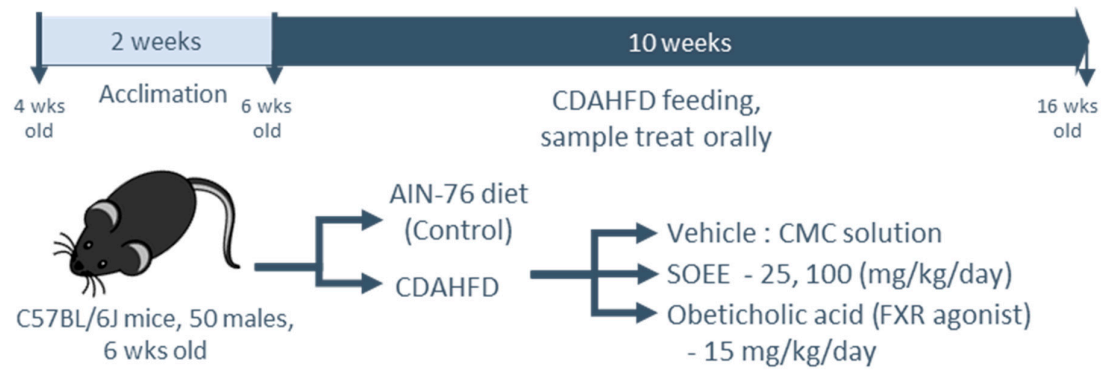 2 weeks
10 weeks
4 wks
old
Acclimation
6 wks
old
CDAHFD feeding,
sample treat orally
16 wks
old
AIN-76 diet
(Control)
CDAHFD
Vehicle : CMC solution
SOEE - 25, 100 (mg/kg/day)
Obeticholic acid (FXR agonist)
- 15 mg/kg/day
C57BL/6J mice, 50 males,
6 wks old